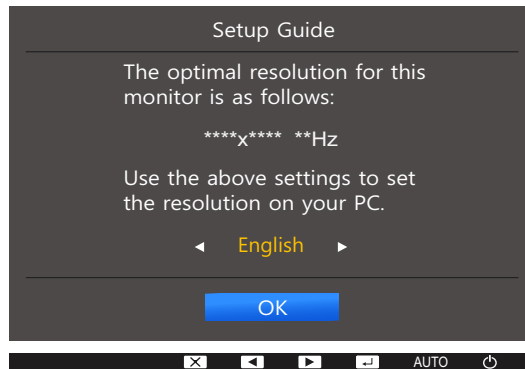 Setup Guide
The optimal resolution for this
monitor is as follows:
****x**** **Hz
Use the above settings to set
the resolution on your PC.
English
OK
AUTO